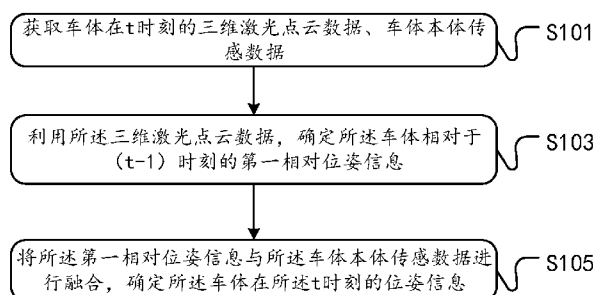 获取车体在t时刻的三维激光点云数据、车体本体传
感数据
S101
利用所述三维激光点云数据，确定所述车体相对于
（t-1）时刻的第一相对位姿信息
S103
将所述第一相对位姿信息与所述车体本体传感数据进
行融合，确定所述车体在所述t时刻的位姿信息
S105